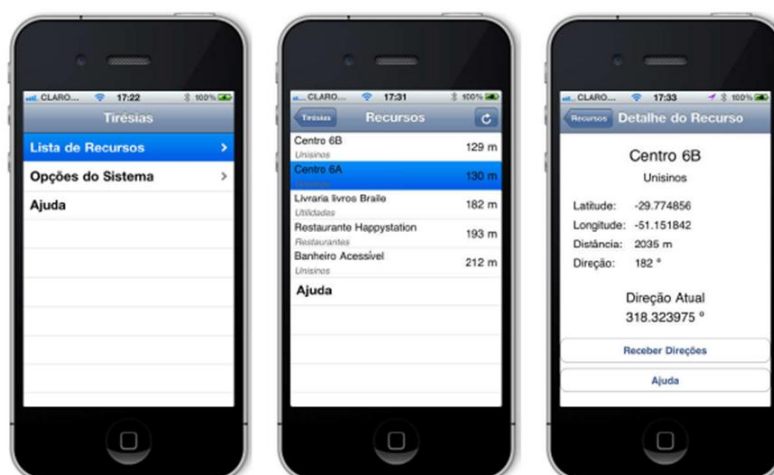 CLARO... 17:22 100%
Tirésias
Lista de Recursos
Opções do Sistema
Ajuda
CLARO... 17:31 100%
Tirésias Recursos
Centro 6B 129 m
Unisinos
Centro 6A 130 m
Livraria livros Braile 182 m
Utilidades
Restaurante Happystation 193 m
Restaurantes
Banheiro Acessível 212 m
Unisinos
Ajuda
CLARO... 17:33 100%
Recursos Detalhe do Recurso
Centro 6B
Unisinos
Latitude: -29.774856
Longitude: -51.151842
Distância: 2035 m
Direção: 182 º
Direção Atual
318.323975 º
Receber Direções
Ajuda